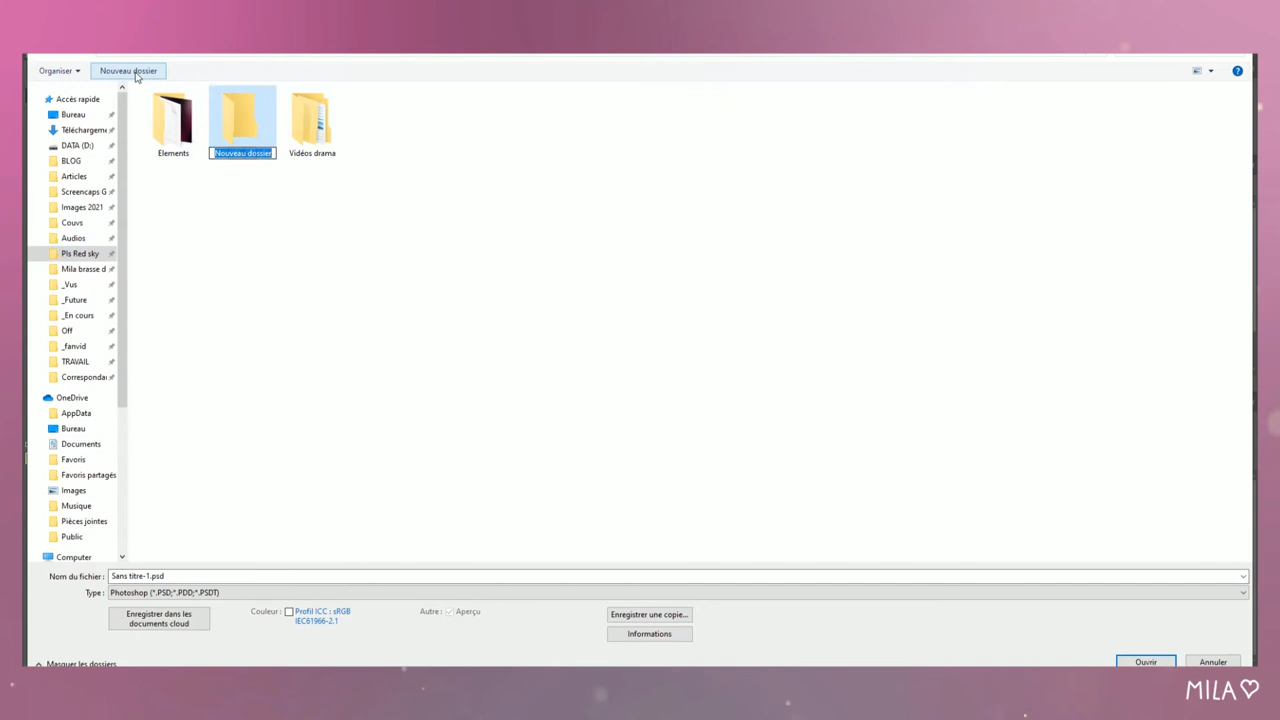 Organiser
Nouveau dossier
Accès rapide
Bureau
Téléchargeme
DATA (D:)
BLOG
Articles
Screencaps G
Images 2021
Couvs
Audios
Pls Red sky
Mila brasse d
_Vus
_Future
_En cours
Off
_fanvid
TRAVAIL
Correspondan
OneDrive
AppData
Bureau
Documents
Favoris
Favoris partagés
Images
Musique
Pièces jointes
Public
Computer
Elements
Nouveau dossier
Vidéos drama
Nom du fichier : Sans titre-1.psd
Type : Photoshop (*.PSD;*.PDD;*.PSDT)
Enregistrer dans les
documents cloud
Couleur : Profil ICC : sRGB
IEC61966-2.1
Autre : Aperçu
Enregistrer une copie...
Informations
Masquer les dossiers
Ouvrir
Annuler
MILA